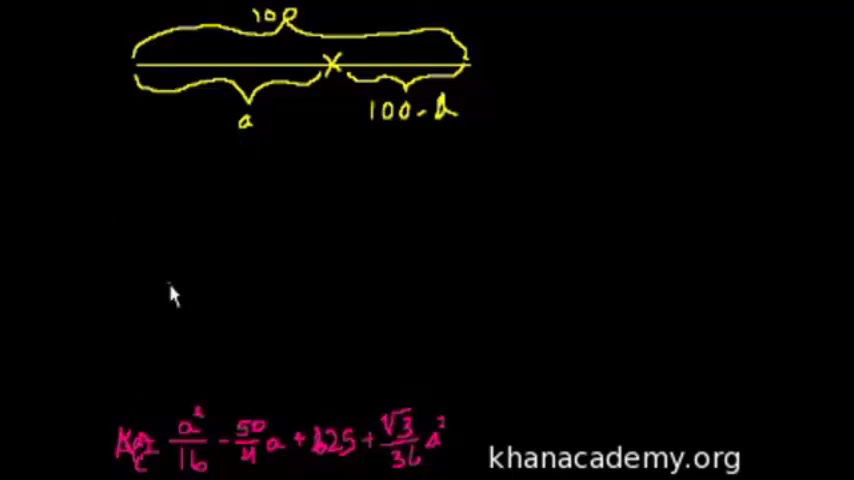 100
a
100 - a
a² / 16 - 50/4 a + 625 + √3 / 36 a²
khanacademy.org